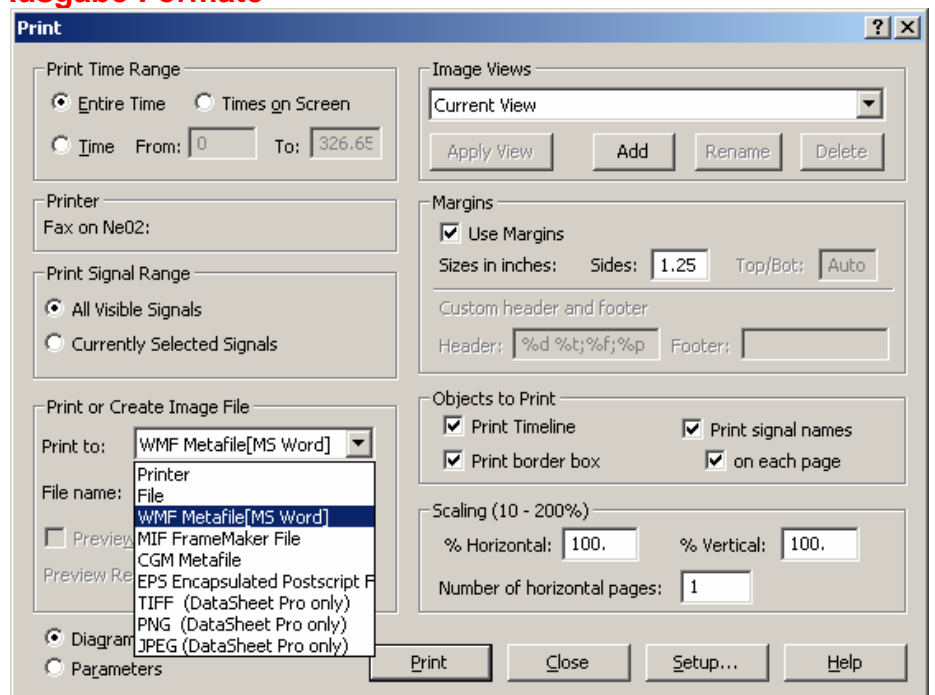 Ausgabe Formate
Print
Print Time Range
Entire Time Times on Screen
Time From: 0 To: 326.65
Printer
Fax on Ne02:
Print Signal Range
All Visible Signals
Currently Selected Signals
Print or Create Image File
Print to: WMF Metafile[MS Word]
Printer
File name: File
WMF Metafile[MS Word]
MIF FrameMaker File
CGM Metafile
EPS Encapsulated Postscript F
TIFF (DataSheet Pro only)
PNG (DataSheet Pro only)
JPEG (DataSheet Pro only)
Parameters
Image Views
Current View
Apply View Add Rename Delete
Margins
Use Margins
Sizes in inches: Sides: 1.25 Top/Bot: Auto
Custom header and footer
Header: %d %t;%f;%p Footer:
Objects to Print
Print Timeline Print signal names
Print border box on each page
Scaling (10 - 200%)
% Horizontal: 100. % Vertical: 100.
Number of horizontal pages: 1
Print Close Setup... Help